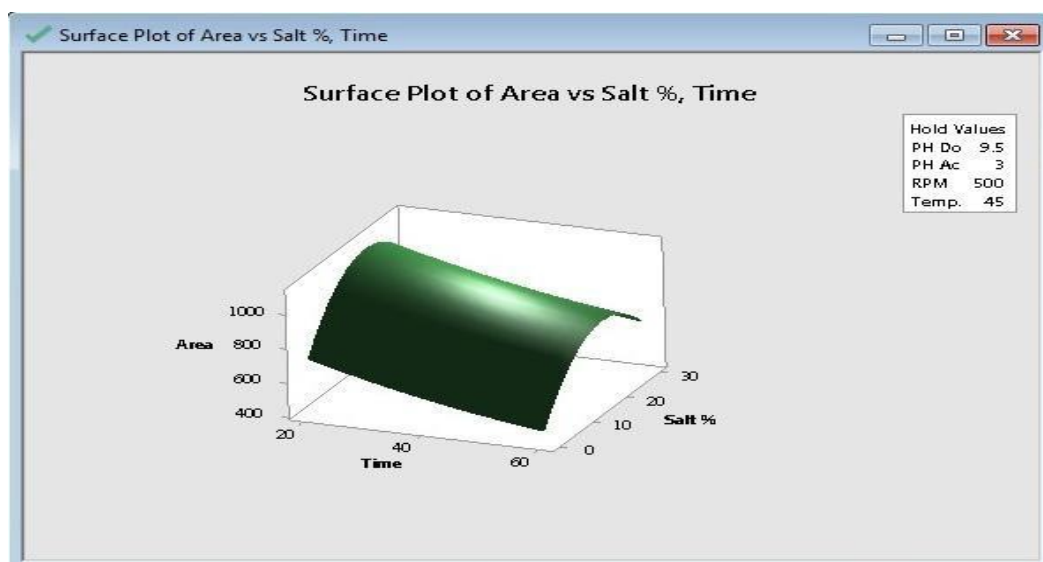 Surface Plot of Area vs Salt %, Time
Surface Plot of Area vs Salt %, Time
Hold Values
PH Do 9.5
PH Ac 3
RPM 500
Temp. 45
1000
Area 800
600
400
20
40
60
Time
0
10
20
30
Salt %